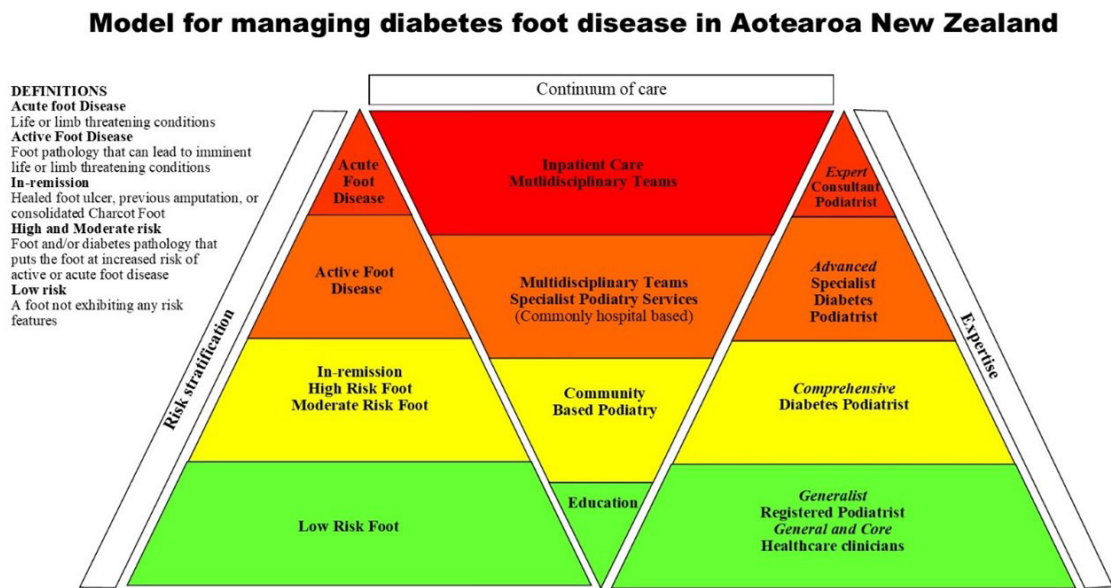 Model for managing diabetes foot disease in Aotearoa New Zealand
DEFINITIONS
Acute foot Disease
Life or limb threatening conditions
Active Foot Disease
Foot pathology that can lead to imminent
life or limb threatening conditions
In-remission
Healed foot ulcer, previous amputation, or
consolidated Charcot Foot
High and Moderate risk
Foot and/or diabetes pathology that
puts the foot at increased risk of
active or acute foot disease
Low risk
A foot not exhibiting any risk
features
Risk stratification
Acute
Foot
Disease
Active Foot
Disease
In-remission
High Risk Foot
Moderate Risk Foot
Low Risk Foot
Continuum of care
Inpatient Care
Mutlidisciplinary Teams
Multidisciplinary Teams
Specialist Podiatry Services
(Commonly hospital based)
Community
Based Podiatry
Education
Expert
Consultant
Podiatrist
Advanced
Specialist
Diabetes
Podiatrist
Comprehensive
Diabetes Podiatrist
Generalist
Registered Podiatrist
General and Core
Healthcare clinicians
Expertise